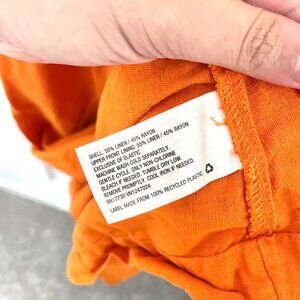 SHELL: 55% LINEN / 45% RAYON
UPPER FRONT LINING: 55% LINEN / 45% RAYON
EXCLUSIVE OF ELASTIC
MACHINE WASH COLD SEPARATELY.
GENTLE CYCLE. ONLY NON-CHLORINE
BLEACH IF NEEDED. TUMBLE DRY LOW.
REMOVE PROMPTLY. COOL IRON IF NEEDED.
RN17730 VN1247024
LABEL MADE FROM 100% RECYCLED PLASTIC